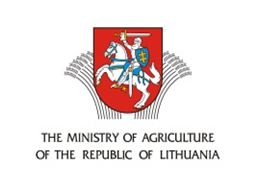 THE MINISTRY OF AGRICULTURE
OF THE REPUBLIC OF LITHUANIA